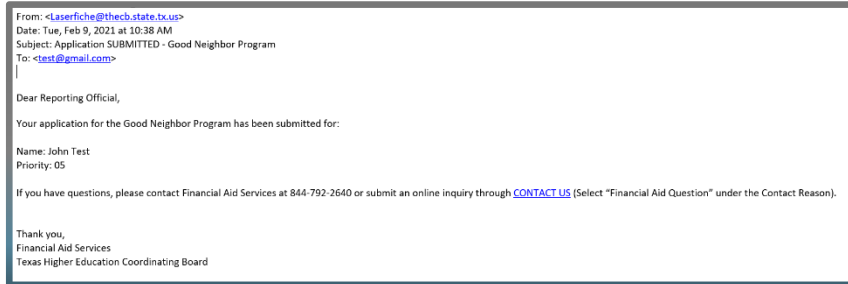 From: <Laserfiche@thecb.state.tx.us>
Date: Tue, Feb 9, 2021 at 10:38 AM
Subject: Application SUBMITTED - Good Neighbor Program
To: <test@gmail.com>
Dear Reporting Official,
Your application for the Good Neighbor Program has been submitted for:
Name: John Test
Priority: 05
If you have questions, please contact Financial Aid Services at 844-792-2640 or submit an online inquiry through CONTACT US (Select “Financial Aid Question” under the Contact Reason).
Thank you,
Financial Aid Services
Texas Higher Education Coordinating Board